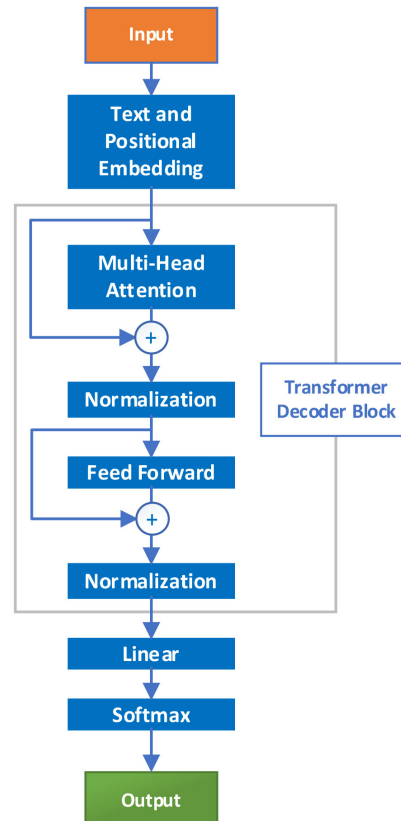 Input
Text and
Positional
Embedding
Multi-Head
Attention
+
Normalization
Transformer
Decoder Block
Feed Forward
+
Normalization
Linear
Softmax
Output